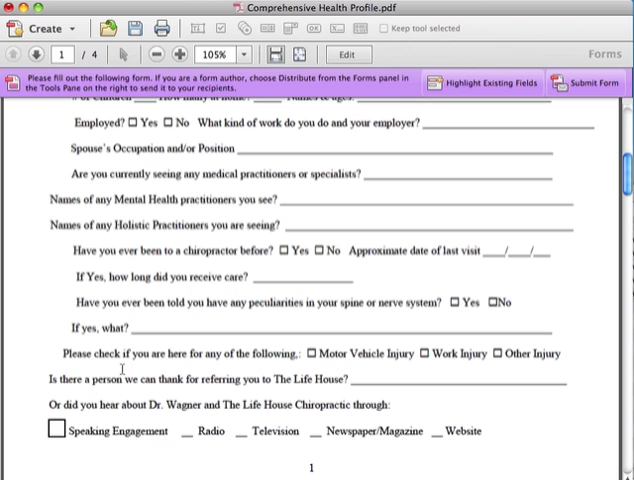 Comprehensive Health Profile.pdf
Create
Keep tool selected
1 / 4 105% Edit Forms
Please fill out the following form. If you are a form author, choose Distribute from the Forms panel in
the Tools Pane on the right to send it to your recipients.
Highlight Existing Fields Submit Form
Employed? ☐ Yes ☐ No What kind of work do you do and your employer?
Spouse's Occupation and/or Position
Are you currently seeing any medical practitioners or specialists?
Names of any Mental Health practitioners you see?
Names of any Holistic Practitioners you are seeing?
Have you ever been to a chiropractor before? ☐ Yes ☐ No Approximate date of last visit ___/___/___
If Yes, how long did you receive care?
Have you ever been told you have any peculiarities in your spine or nerve system? ☐ Yes ☐No
If yes, what?
Please check if you are here for any of the following,: ☐ Motor Vehicle Injury ☐ Work Injury ☐ Other Injury
Is there a person we can thank for referring you to The Life House?
Or did you hear about Dr. Wagner and The Life House Chiropractic through:
☐ Speaking Engagement __ Radio __ Television __ Newspaper/Magazine __ Website
1